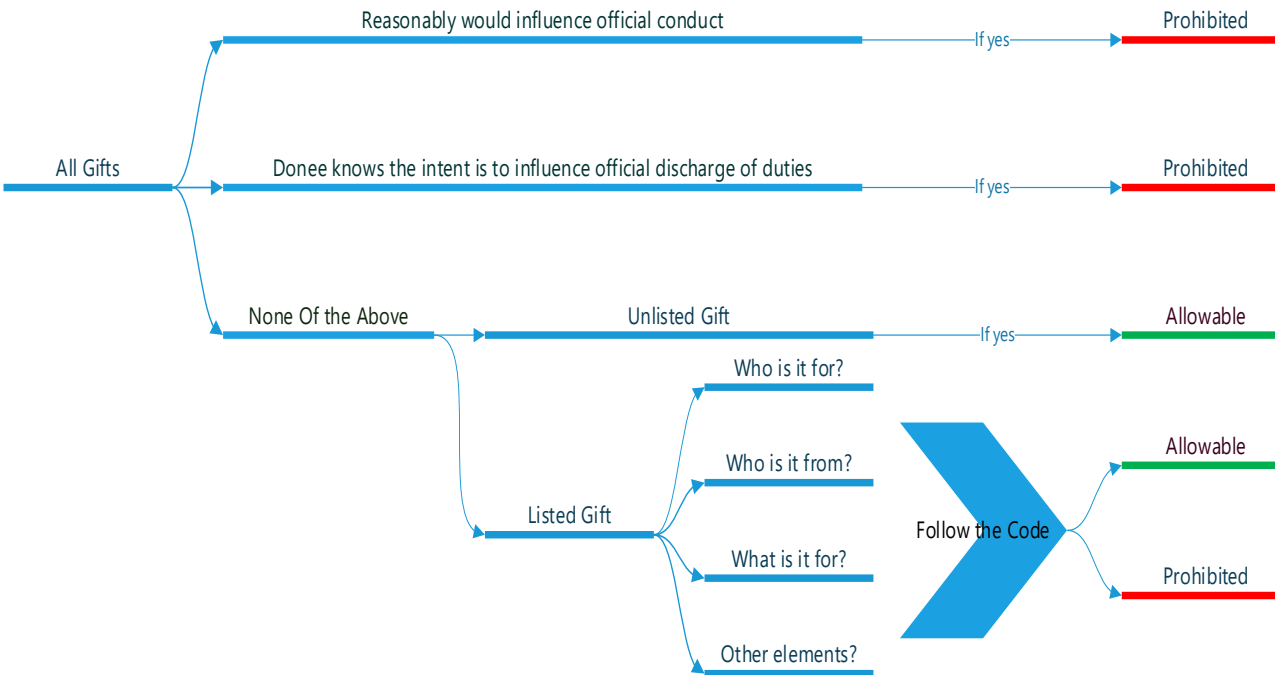 Reasonably would influence official conduct
If yes
Prohibited
All Gifts
Donee knows the intent is to influence official discharge of duties
If yes
Prohibited
None Of the Above
Unlisted Gift
If yes
Allowable
Who is it for?
Who is it from?
Listed Gift
What is it for?
Other elements?
Follow the Code
Allowable
Prohibited